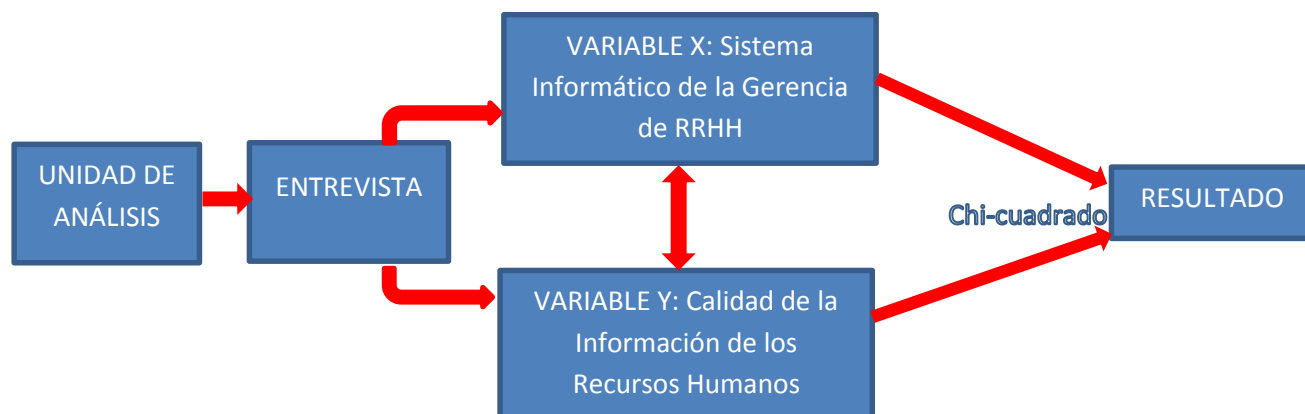 UNIDAD DE
ANÁLISIS
ENTREVISTA
VARIABLE X: Sistema
Informático de la Gerencia
de RRHH
VARIABLE Y: Calidad de la
Información de los
Recursos Humanos
Chi-cuadrado
RESULTADO